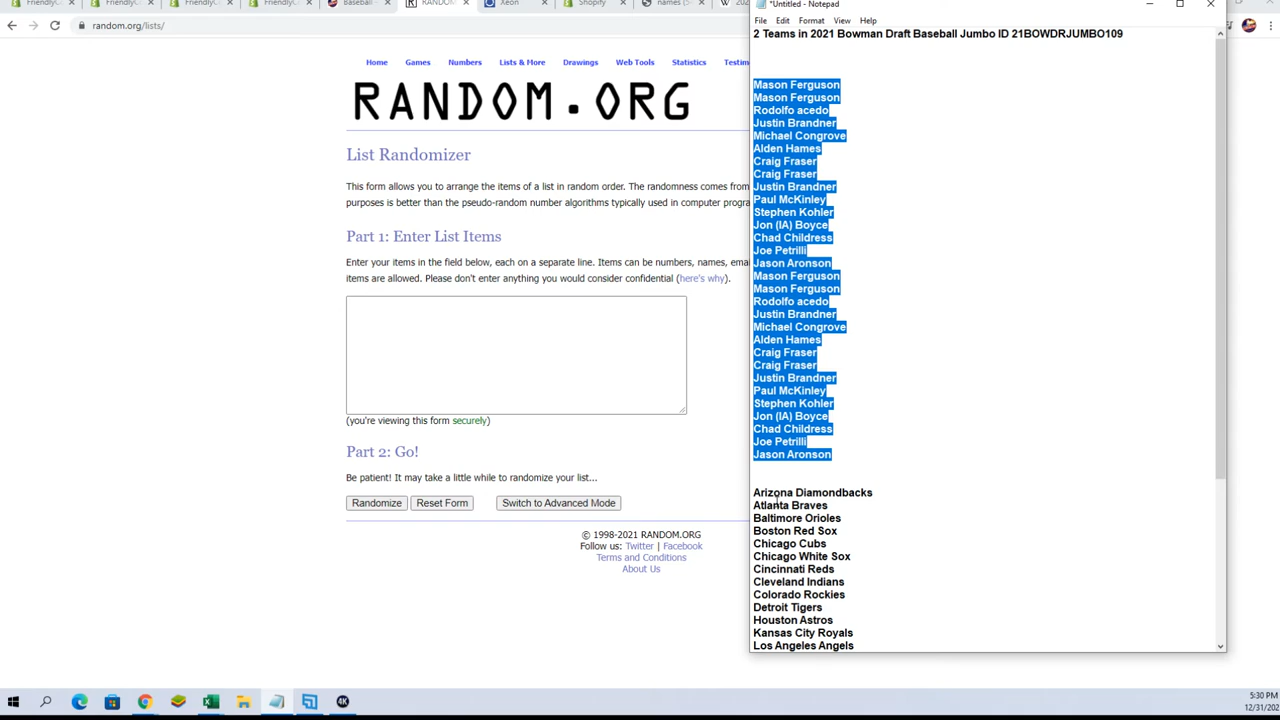 FriendlyC
FriendlyC
FriendlyC
FriendlyC
Baseball
RANDOM
Xeon
Shopify
names (S
random.org/lists/
*Untitled - Notepad
File Edit Format View Help
2 Teams in 2021 Bowman Draft Baseball Jumbo ID 21BOWDRJUMBO109
Home Games Numbers Lists & More Drawings Web Tools Statistics Testim
RANDOM.ORG
List Randomizer
This form allows you to arrange the items of a list in random order. The randomness comes from
purposes is better than the pseudo-random number algorithms typically used in computer progra
Part 1: Enter List Items
Enter your items in the field below, each on a separate line. Items can be numbers, names, ema
items are allowed. Please don't enter anything you would consider confidential (here's why).
(you're viewing this form securely)
Part 2: Go!
Be patient! It may take a little while to randomize your list...
Randomize Reset Form Switch to Advanced Mode
© 1998-2021 RANDOM.ORG
Follow us: Twitter | Facebook
Terms and Conditions
About Us
Mason Ferguson
Mason Ferguson
Rodolfo acedo
Justin Brandner
Michael Congrove
Alden Hames
Craig Fraser
Craig Fraser
Justin Brandner
Paul McKinley
Stephen Kohler
Jon (IA) Boyce
Chad Childress
Joe Petrilli
Jason Aronson
Mason Ferguson
Mason Ferguson
Rodolfo acedo
Justin Brandner
Michael Congrove
Alden Hames
Craig Fraser
Craig Fraser
Justin Brandner
Paul McKinley
Stephen Kohler
Jon (IA) Boyce
Chad Childress
Joe Petrilli
Jason Aronson
Arizona Diamondbacks
Atlanta Braves
Baltimore Orioles
Boston Red Sox
Chicago Cubs
Chicago White Sox
Cincinnati Reds
Cleveland Indians
Colorado Rockies
Detroit Tigers
Houston Astros
Kansas City Royals
Los Angeles Angels
4K
5:30 PM
12/31/202